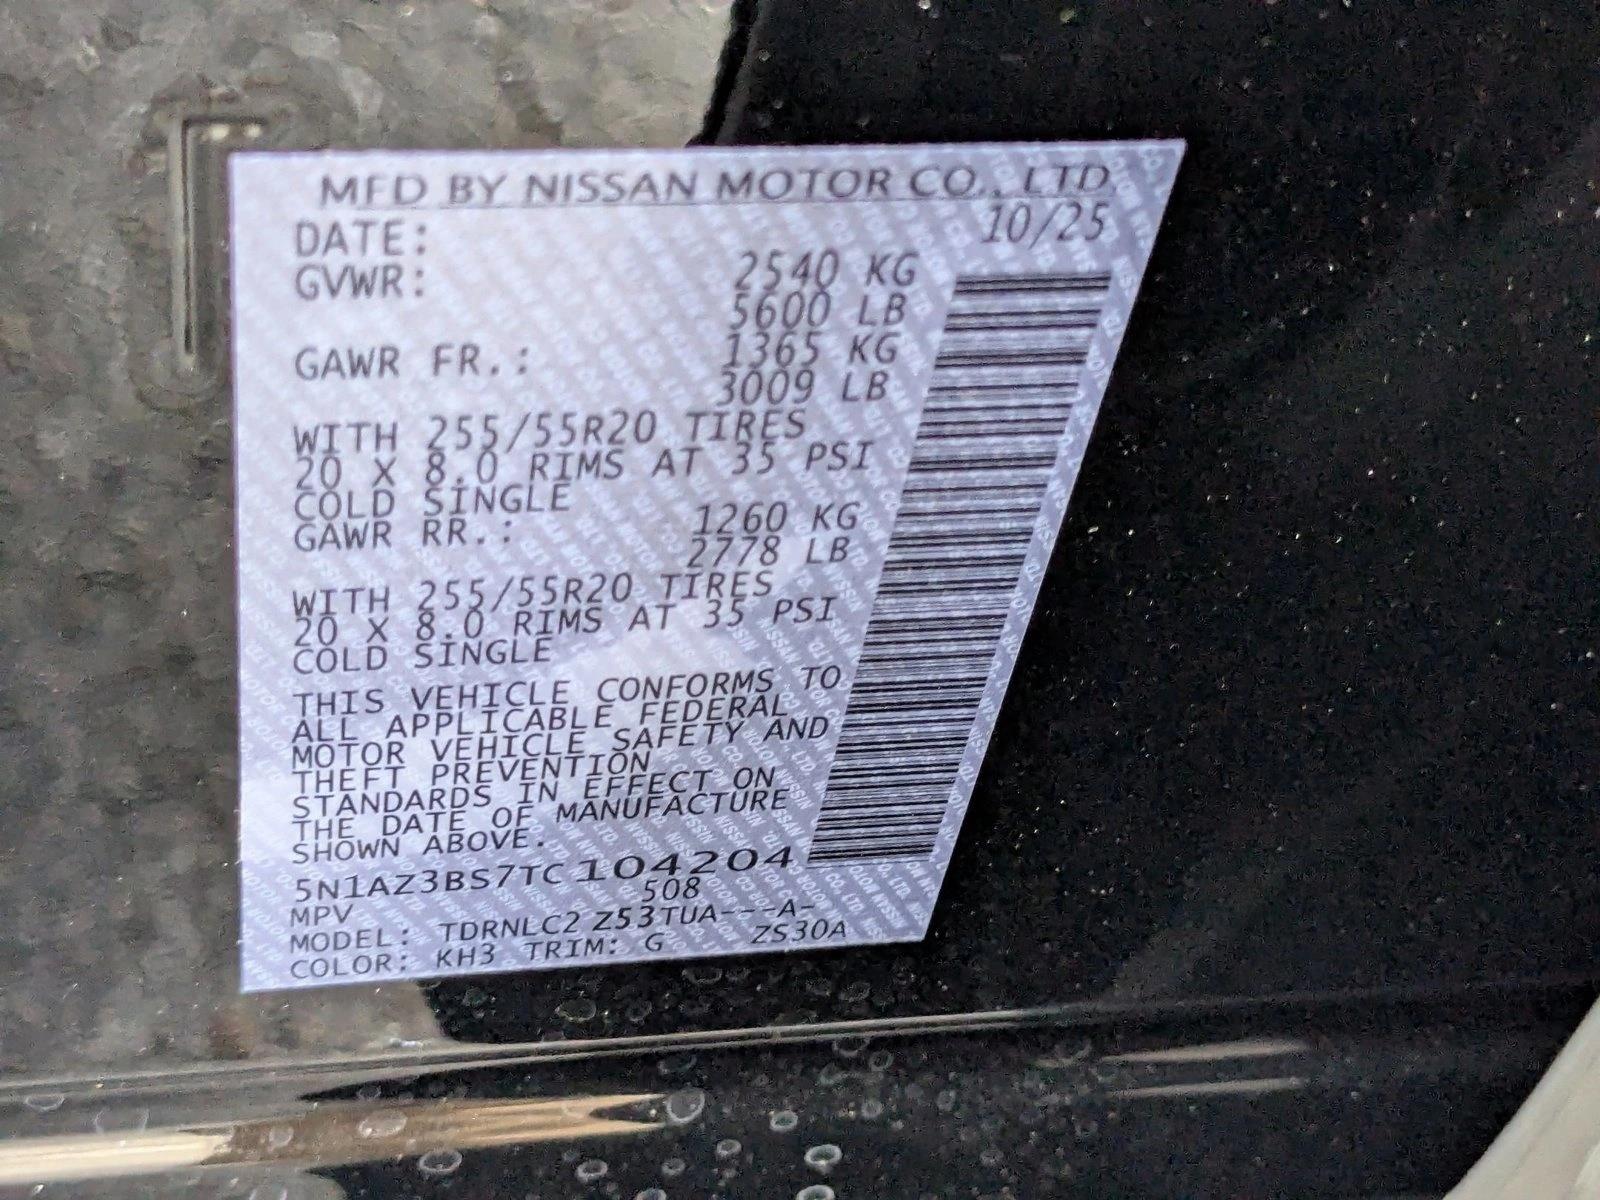 MFD BY NISSAN MOTOR CO., LTD.
DATE: 10/25
GVWR: 2540 KG
5600 LB
GAWR FR.: 1365 KG
3009 LB
WITH 255/55R20 TIRES
20 X 8.0 RIMS AT 35 PSI
COLD SINGLE
GAWR RR.: 1260 KG
2778 LB
WITH 255/55R20 TIRES
20 X 8.0 RIMS AT 35 PSI
COLD SINGLE
THIS VEHICLE CONFORMS TO
ALL APPLICABLE FEDERAL
MOTOR VEHICLE SAFETY AND
THEFT PREVENTION
STANDARDS IN EFFECT ON
THE DATE OF MANUFACTURE
SHOWN ABOVE.
5N1AZ3BS7TC104204
MPV 508
MODEL: TDRNLC2 Z53TUA---A-
COLOR: KH3 TRIM: G ZS30A